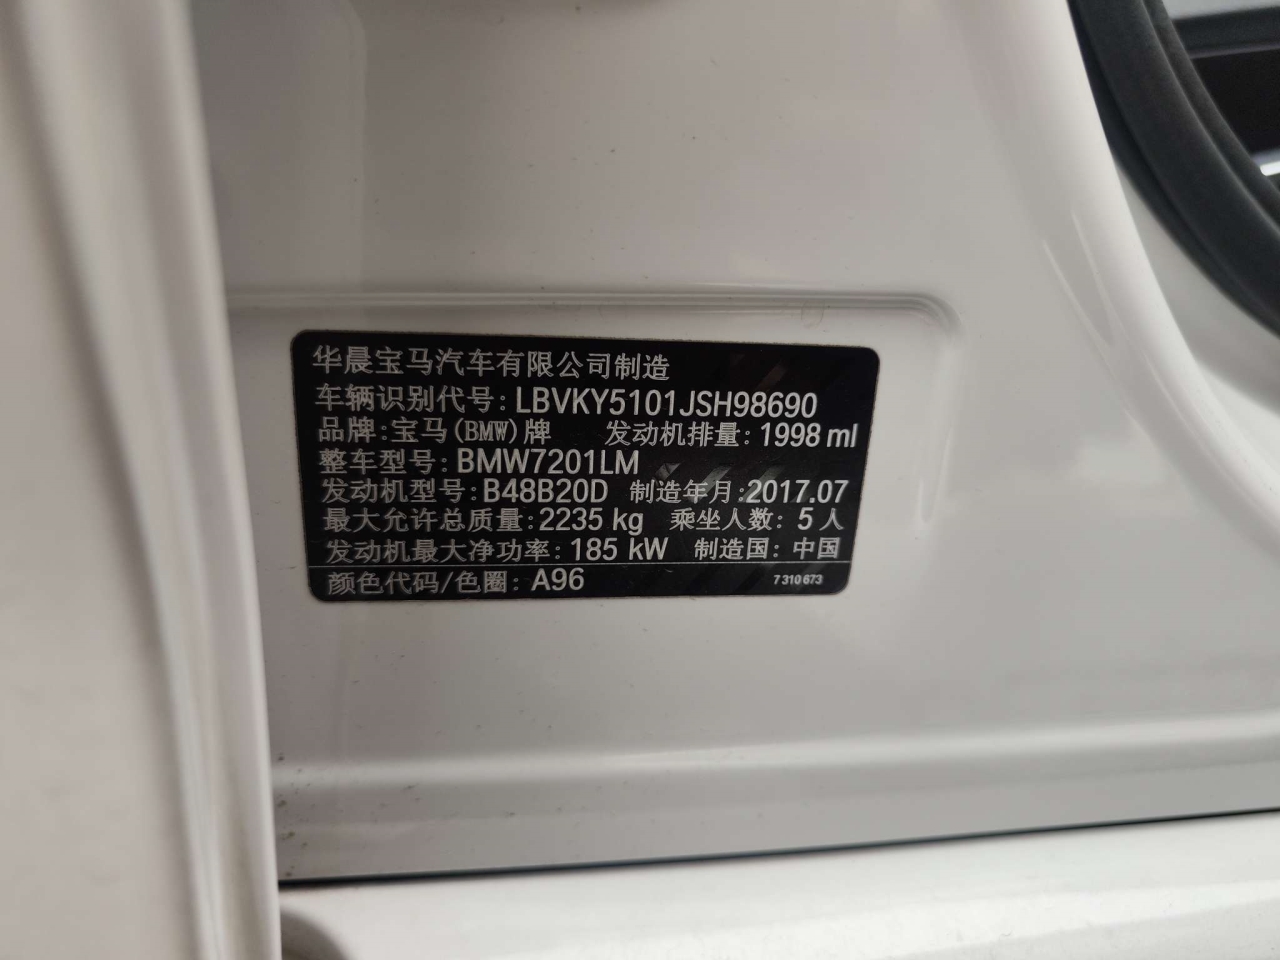 华晨宝马汽车有限公司制造
车辆识别代号: LBVKY5101JSH98690
品牌:宝马(BMW)牌 发动机排量: 1998 ml
整车型号: BMW7201LM
发动机型号: B48B20D 制造年月:2017.07
最大允许总质量: 2235 kg 乘坐人数: 5 人
发动机最大净功率: 185 kW 制造国: 中国
颜色代码/色圈: A96 7 310 673